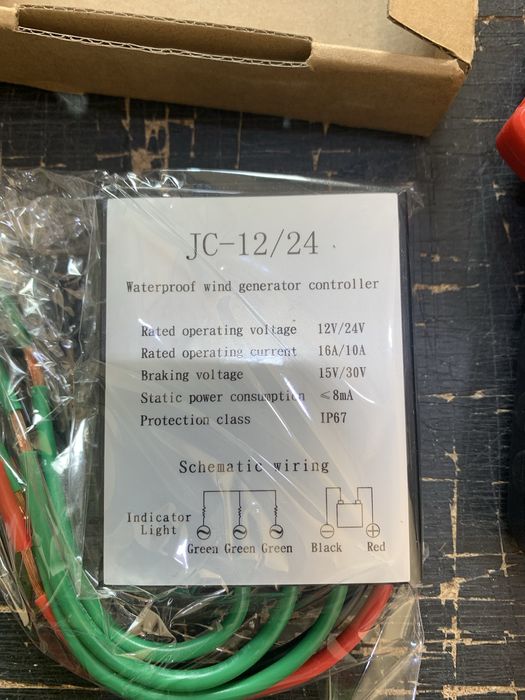 JC-12/24
Waterproof wind generator controller
Rated operating voltage 12V/24V
Rated operating current 16A/10A
Braking voltage 15V/30V
Static power consumption ≤8mA
Protection class IP67
Schematic wiring
Indicator
Light
Green Green Green Black Red